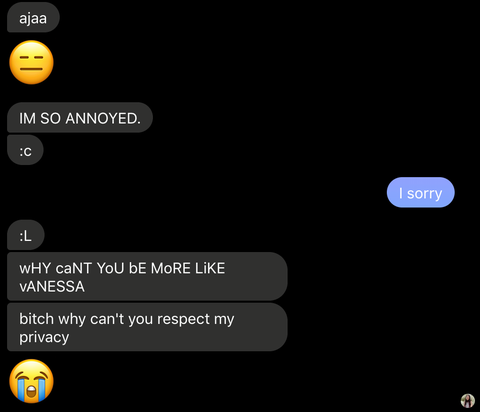 ajaa
😑
IM SO ANNOYED.
:c
I sorry
:L
wHY caNT YoU bE MoRE LiKE
vANESSA
bitch why can't you respect my
privacy
😭